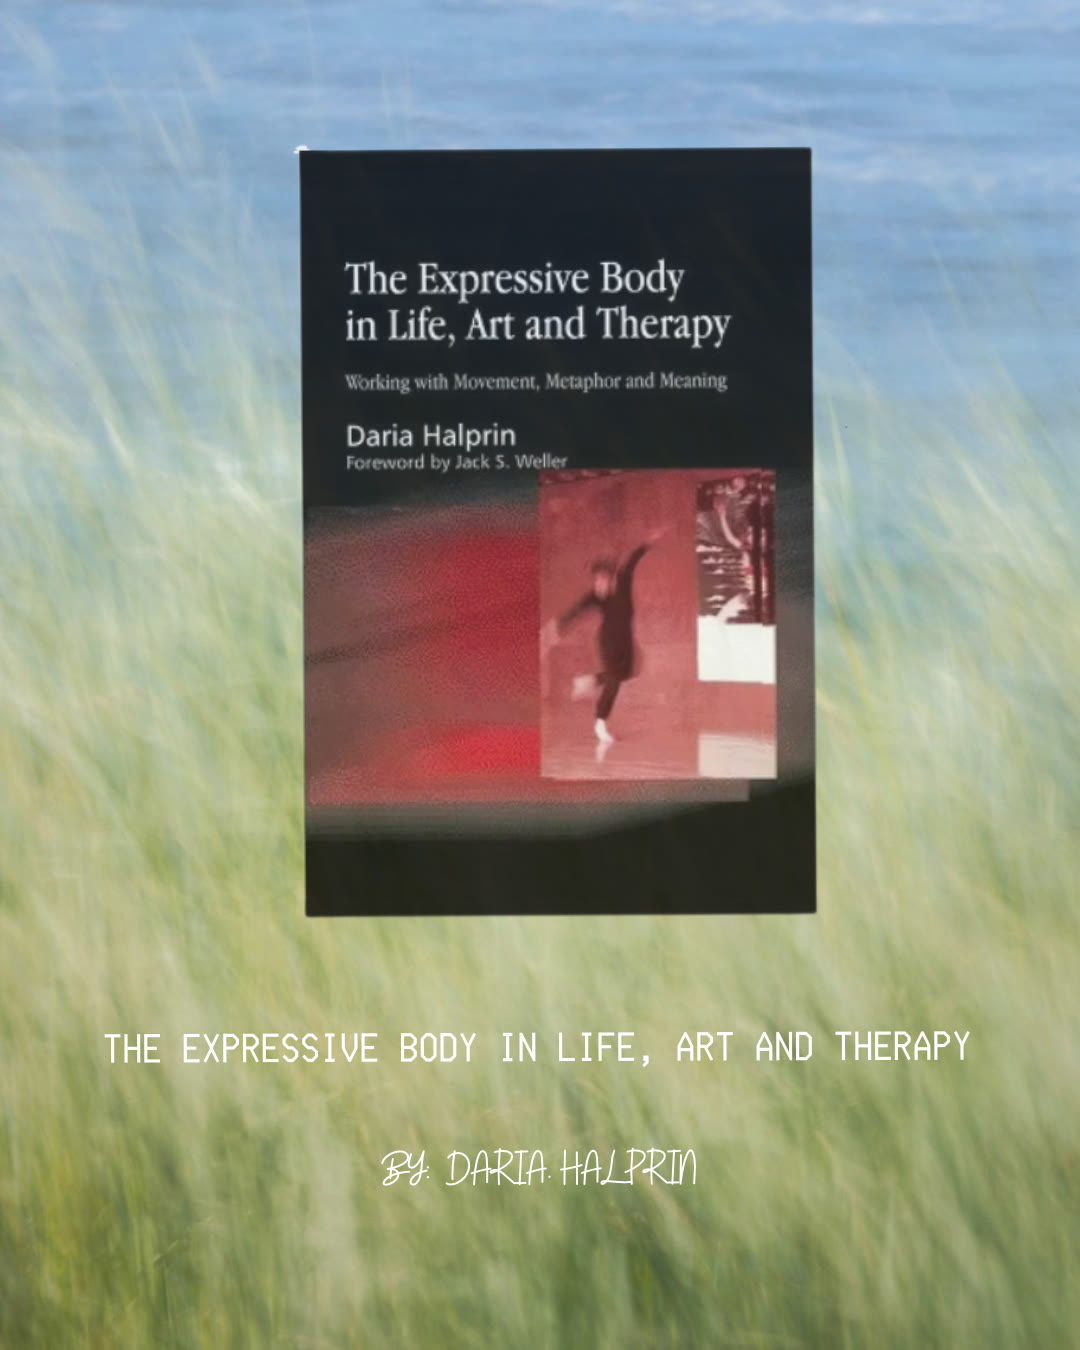 The Expressive Body
in Life, Art and Therapy
Working with Movement, Metaphor and Meaning
Daria Halprin
Foreword by Jack S. Weller
THE EXPRESSIVE BODY IN LIFE, ART AND THERAPY
BY: DARIA. HALPRIN